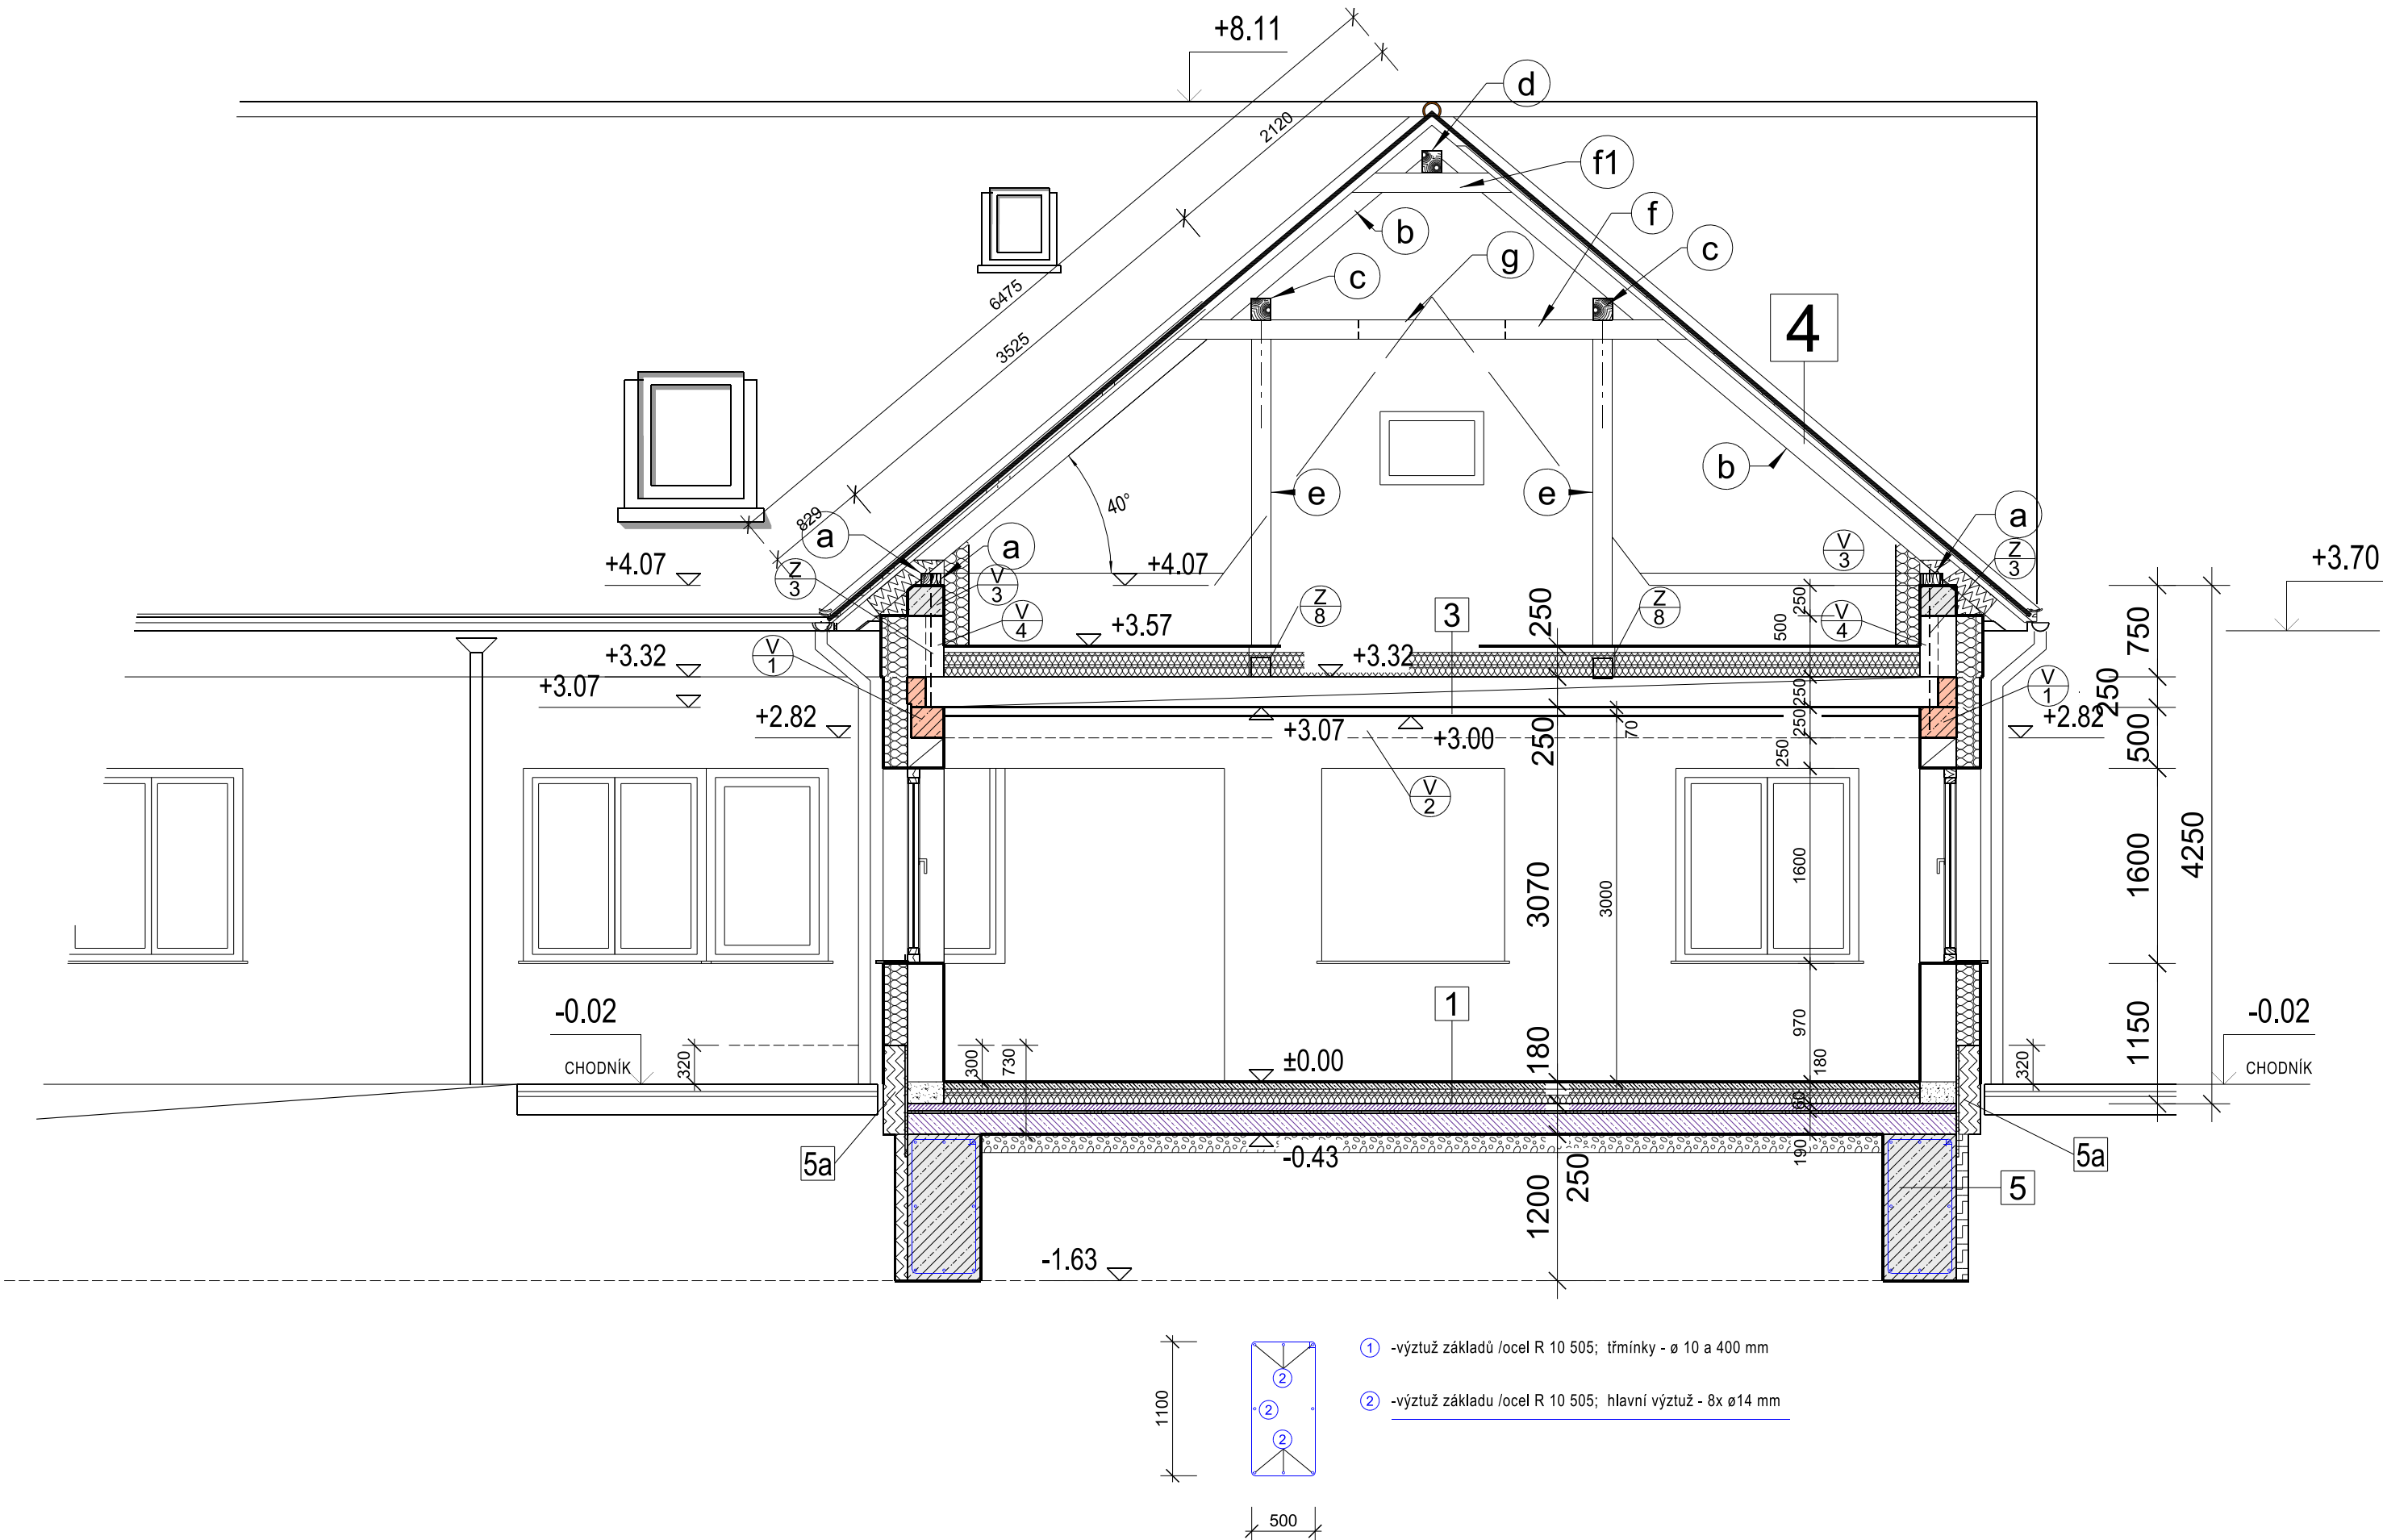 +8.11
d
2120
f1
f
b
g
c
c
6475
4
3525
+3.70
e
e
b
40°
829
a
a
a
V
3
Z
3
+4.07
+4.07
Z
3
V
3
250
Z
8
Z
8
3
250
750
V
4
+3.57
500
V
4
+3.32
V
1
+3.32
+3.07
250
V
1
250
+2.82
+3.07
+3.00
70
250
250
+2.82
250
500
V
2
1600
1600
4250
3070
3000
-0.02
1
970
1150
-0.02
CHODNÍK
320
300
730
±0.00
180
180
320
CHODNÍK
60
5a
-0.43
190
5a
250
1200
5
-1.63
1 -výztuž základů /ocel R 10 505; třmínky - ø 10 a 400 mm
2
1100
2
2 -výztuž základu /ocel R 10 505; hlavní výztuž - 8x ø14 mm
2
500